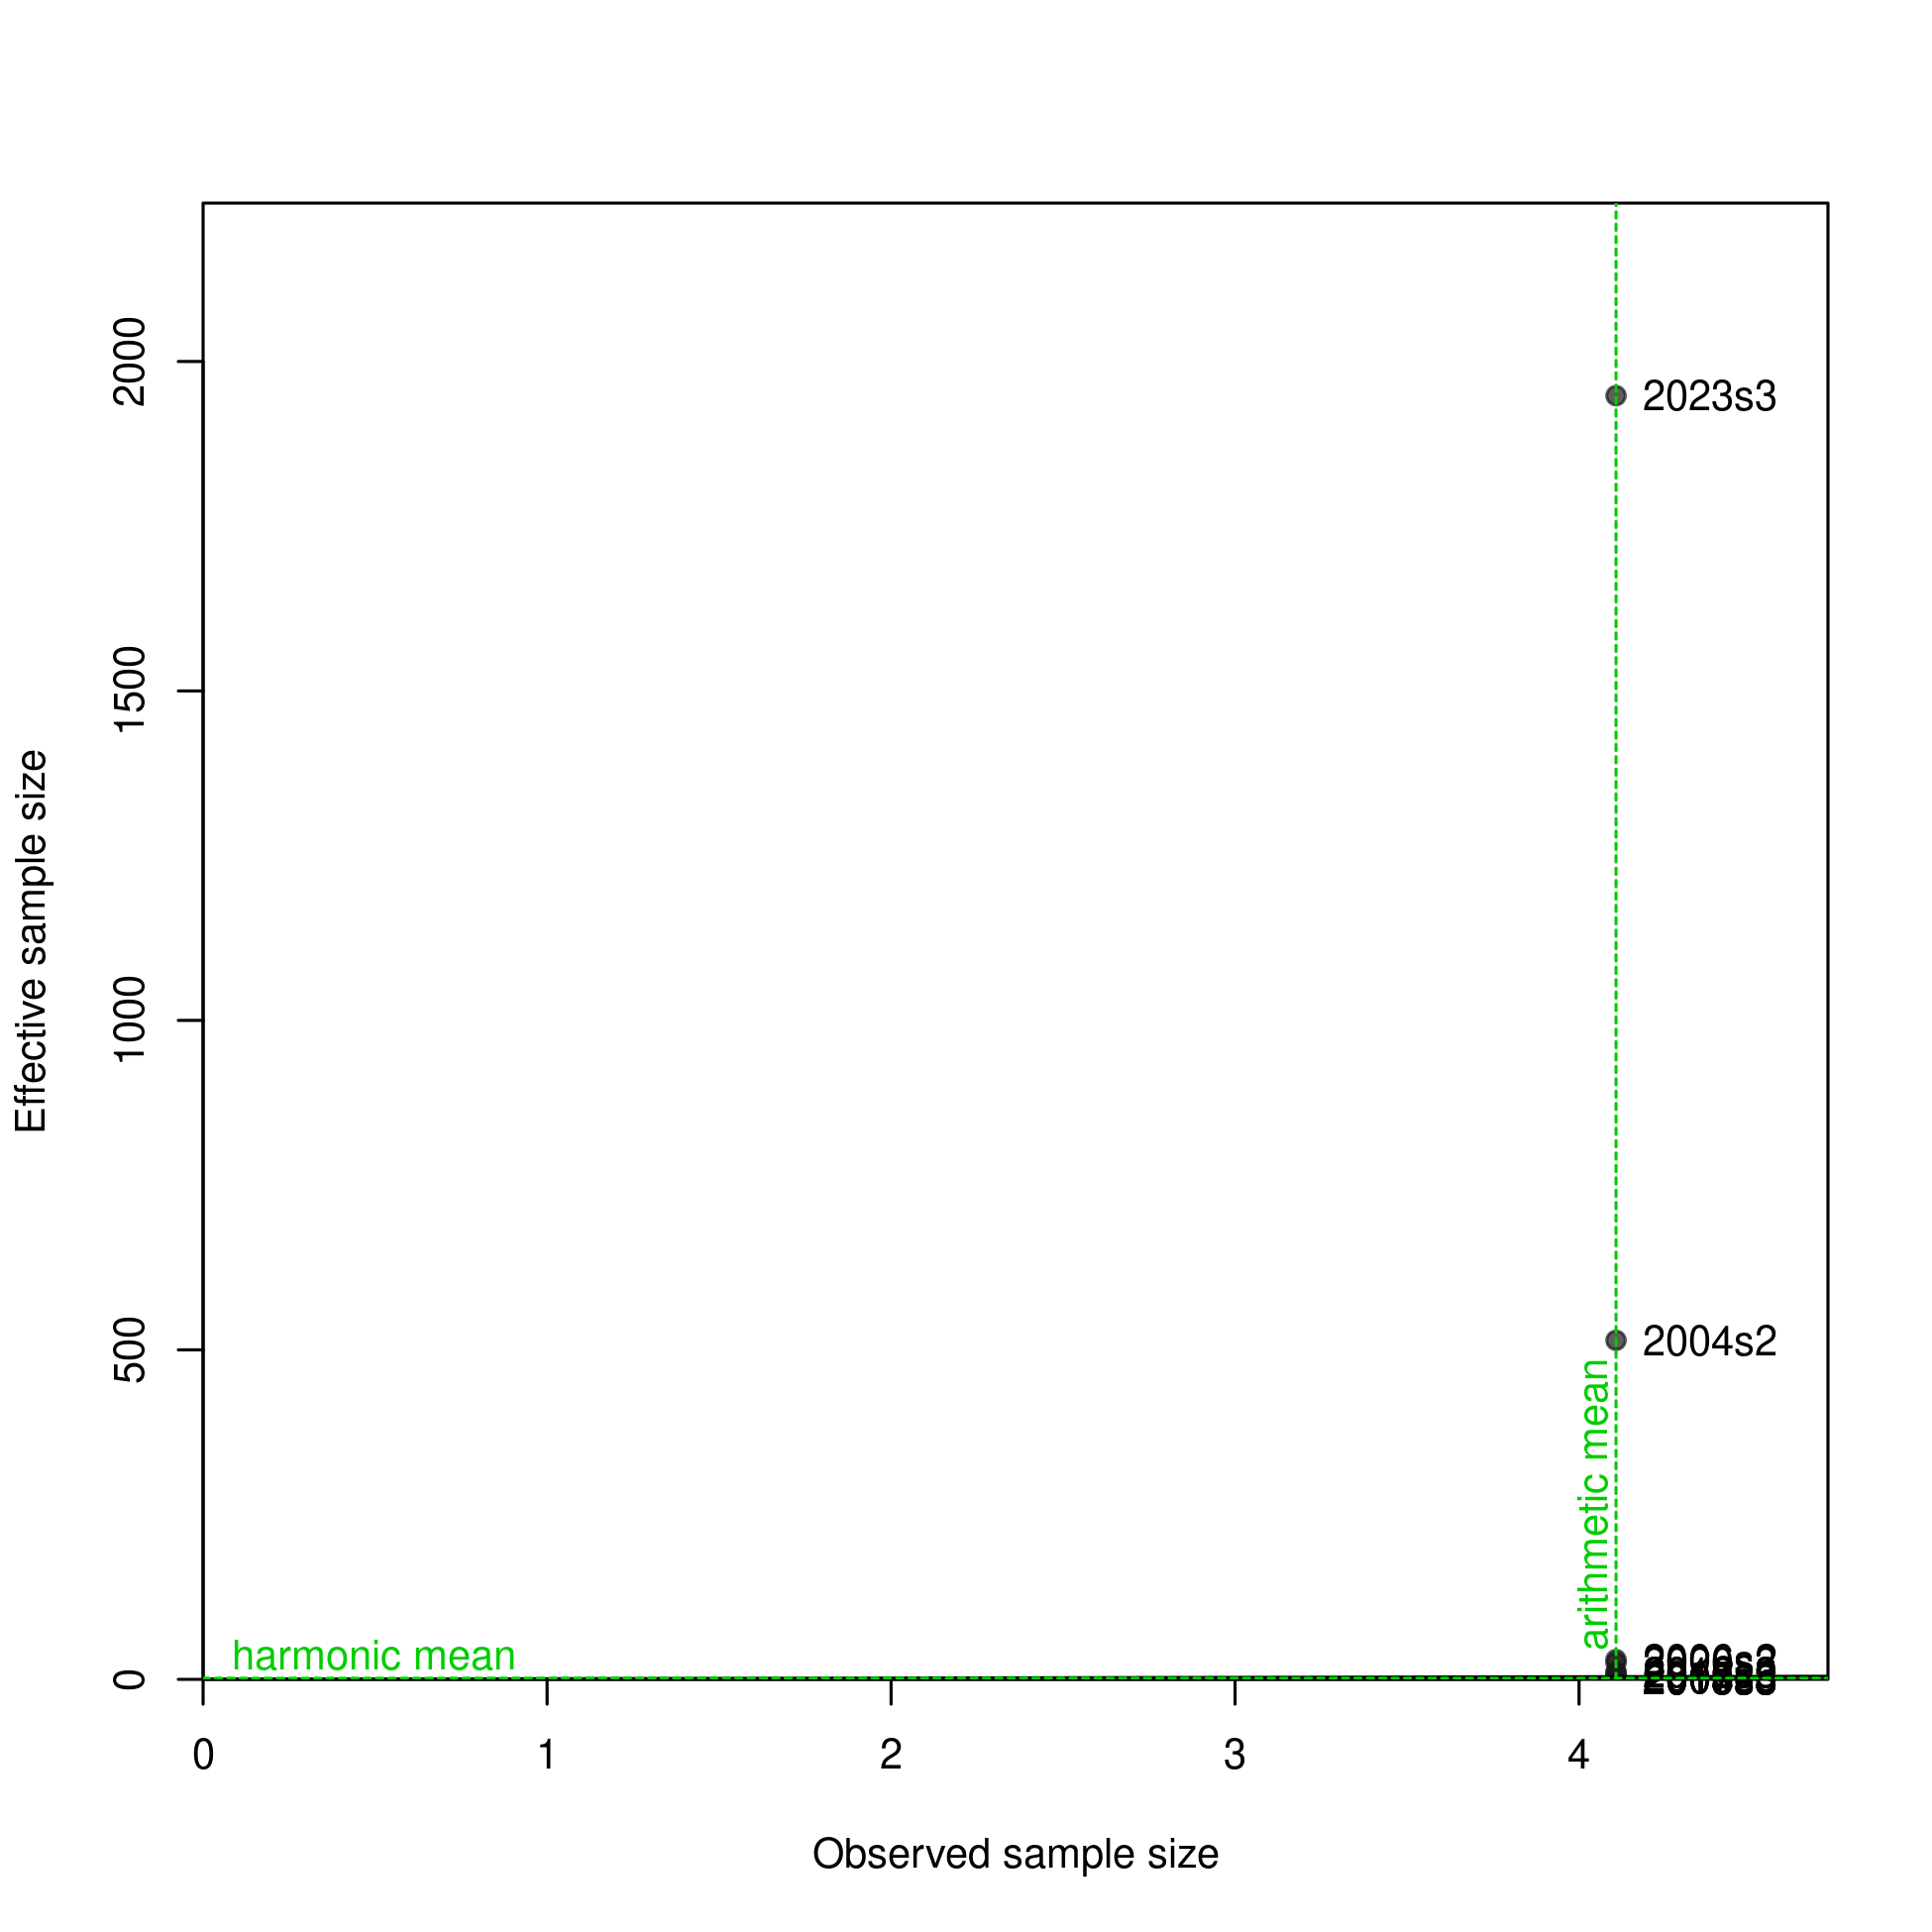 2000
1500
1000
500
0
Effective sample size
2023s3
2004s2
arithmetic mean
harmonic mean
0
1
2
3
4
Observed sample size